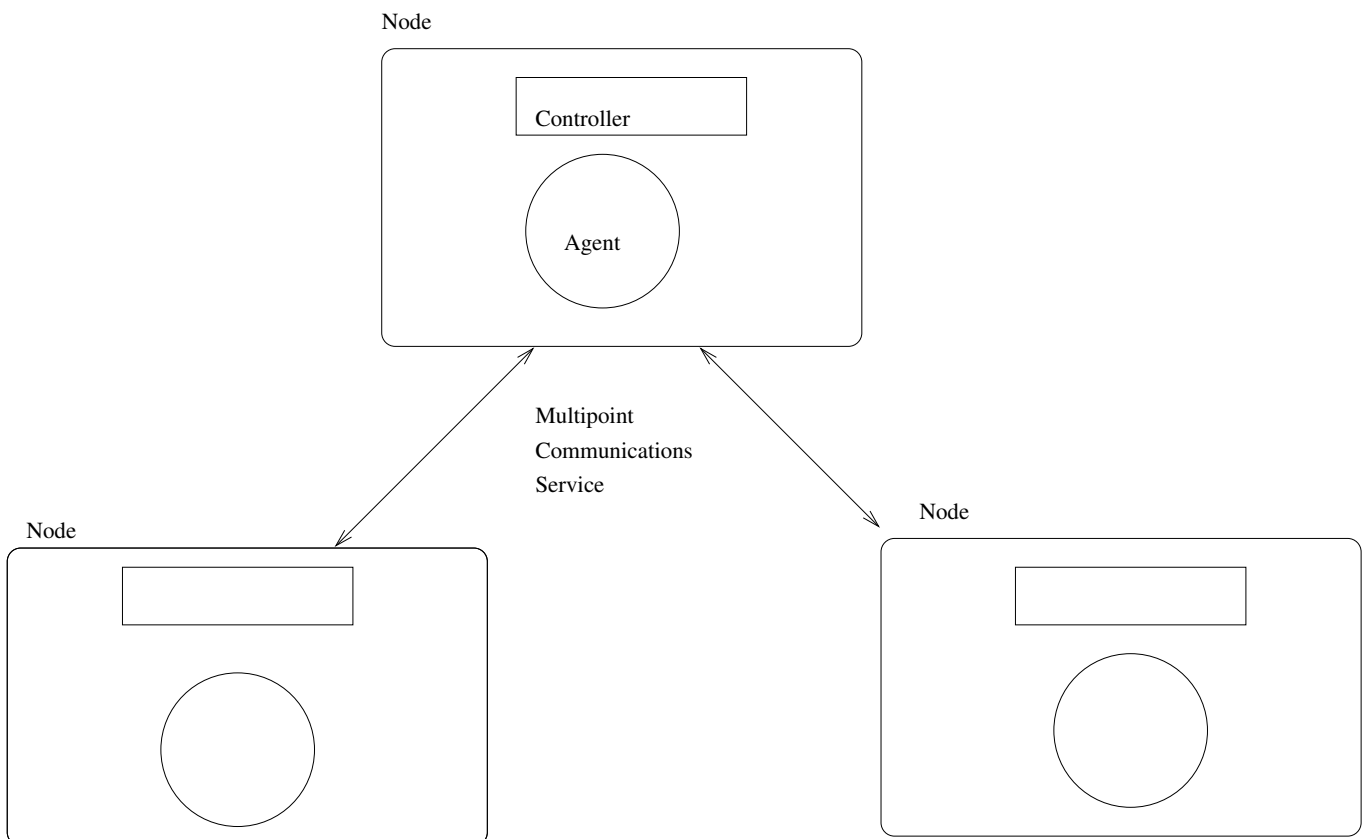 Node
Controller
Agent
Multipoint
Communications
Service
Node
Node